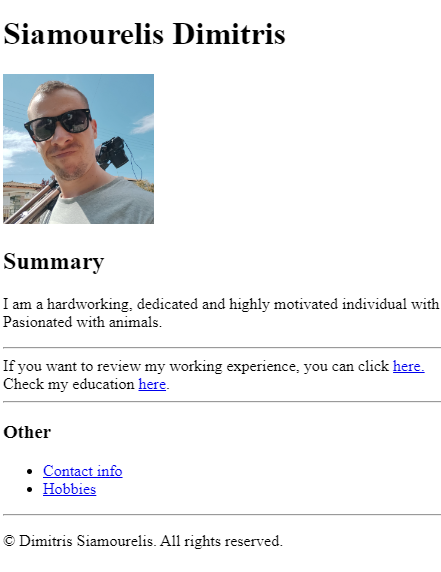 Siamourelis Dimitris
Summary
I am a hardworking, dedicated and highly motivated individual with
Pasionated with animals.
If you want to review my working experience, you can click here.
Check my education here.
Other
Contact info
Hobbies
© Dimitris Siamourelis. All rights reserved.